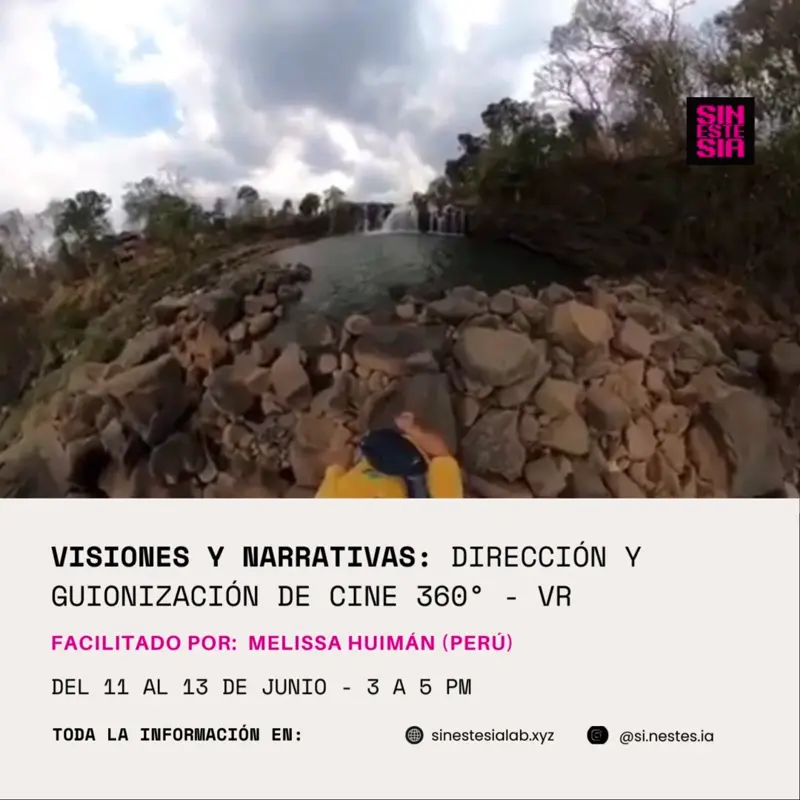 SIN
ESTE
SIA
VISIONES Y NARRATIVAS: DIRECCIÓN Y
GUIONIZACIÓN DE CINE 360° - VR
FACILITADO POR: MELISSA HUIMÁN (PERÚ)
DEL 11 AL 13 DE JUNIO - 3 A 5 PM
TODA LA INFORMACIÓN EN: sinestesialab.xyz @si.nestes.ia